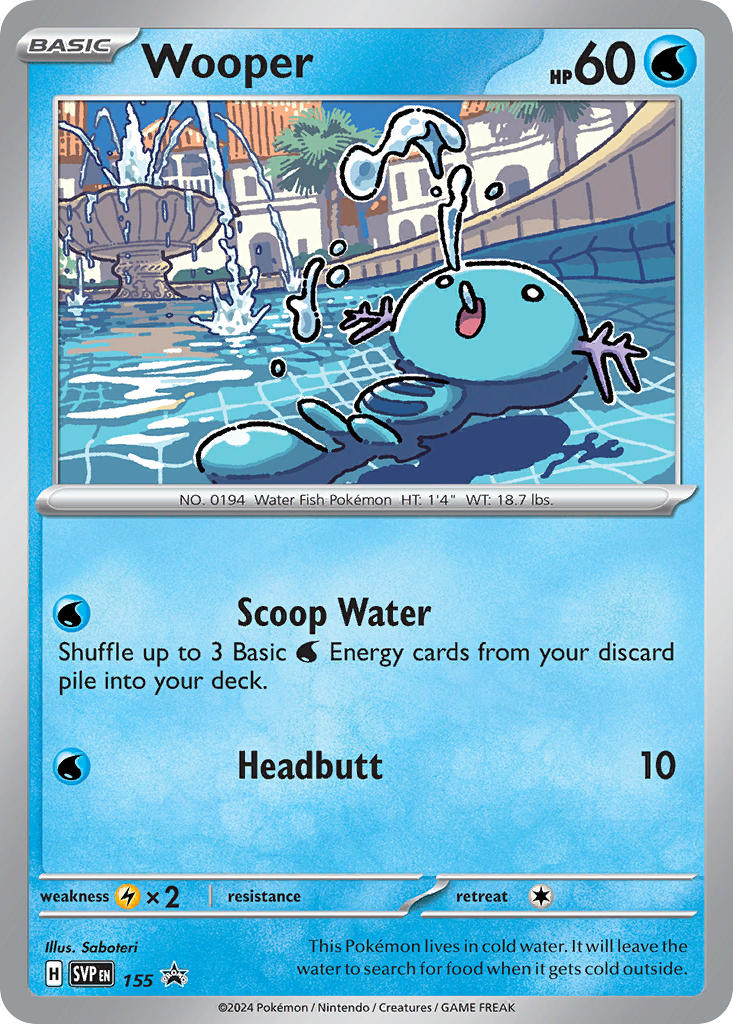 BASIC
Wooper
HP60
NO. 0194 Water Fish Pokémon HT: 1'4" WT: 18.7 lbs.
Scoop Water
Shuffle up to 3 Basic Energy cards from your discard
pile into your deck.
Headbutt 10
weakness ×2 resistance retreat
Illus. Saboteri
This Pokémon lives in cold water. It will leave the
water to search for food when it gets cold outside.
H SVP EN 155 PROMO
©2024 Pokémon / Nintendo / Creatures / GAME FREAK